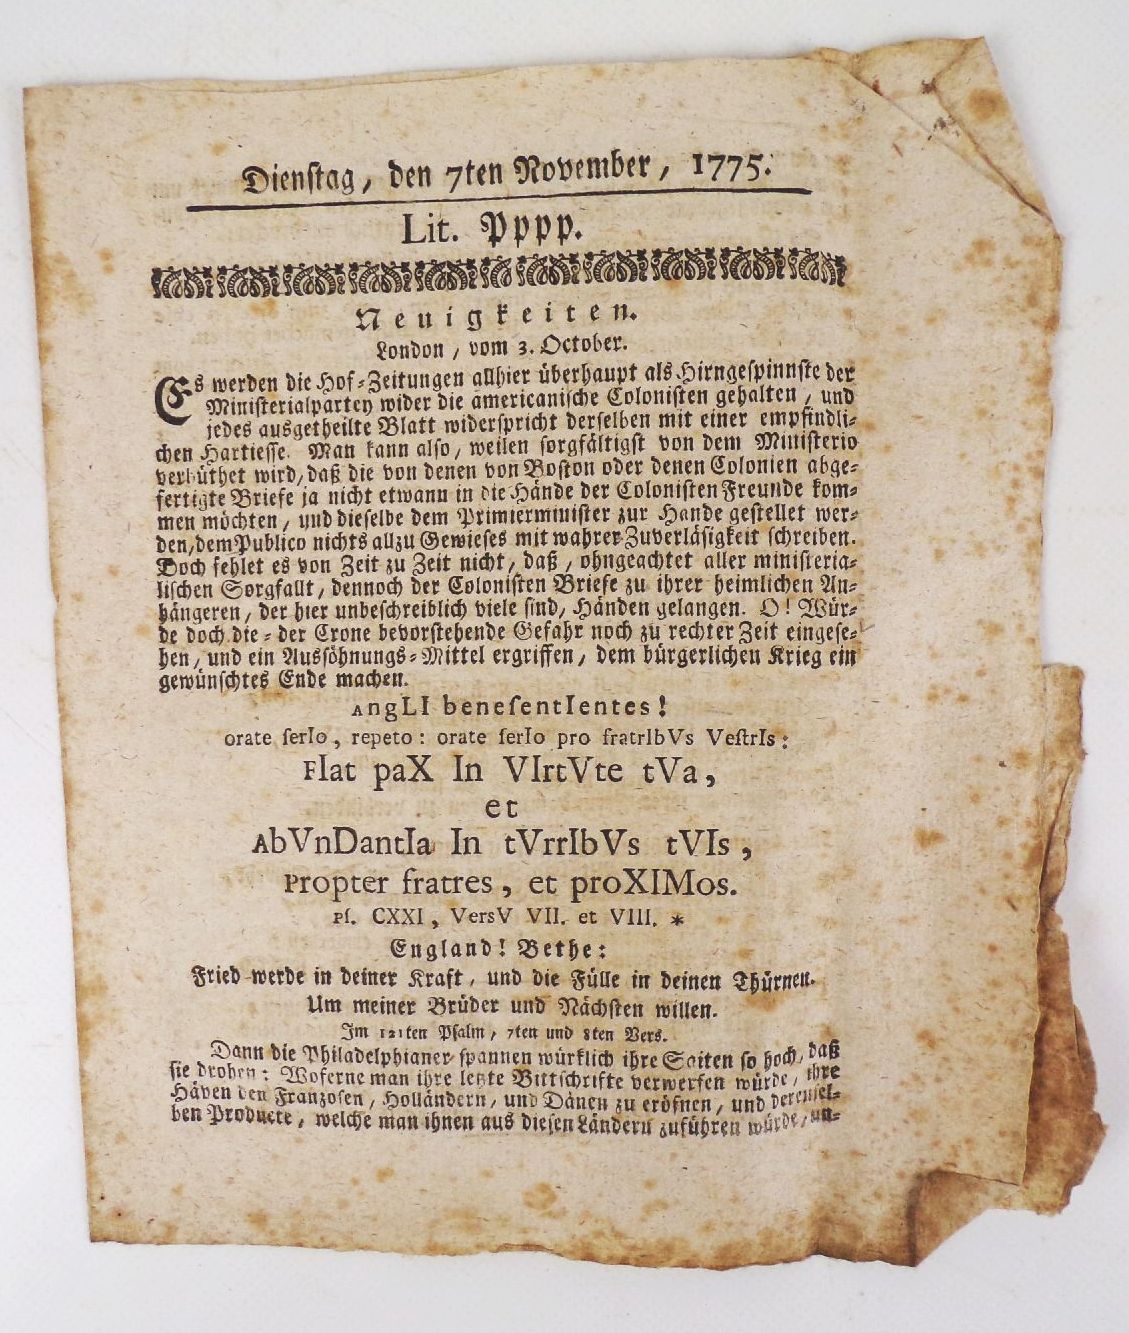 Dienstag, den 7ten November, 1775.
Lit. Pppp.
Neuigkeiten.
London, vom 3. October.
Es werden die Hof-Zeitungen allhier überhaupt als Hirngespinnste der
Ministerialpartey wider die americanische Colonisten gehalten, und
jedes ausgetheilte Blatt widerspricht derselben mit einer empfindli-
chen Hartiesse. Man kann also, weilen sorgfältigst von dem Ministerio
verhüthet wird, daß die von denen von Boston oder denen Colonien abge-
fertigte Briefe ja nicht etwann in die Hände der Colonisten Freunde kom-
men möchten, und dieselbe dem Primierminister zur Hande gestellet wer-
den, dem Publico nichts allzu Gewieses mit wahrer Zuverläsigkeit schreiben.
Doch fehlet es von Zeit zu Zeit nicht, daß, ohngeachtet aller ministeria-
lischen Sorgfallt, dennoch der Colonisten Briefe zu ihrer heimlichen An-
hängeren, der hier unbeschreiblich viele sind, Händen gelangen. O! Wür-
de doch die - der Crone bevorstehende Gefahr noch zu rechter Zeit eingese-
hen, und ein Aussöhnungs-Mittel ergriffen, dem bürgerlichen Krieg ein
gewünschtes Ende machen.
AngLI beneſentIentes!
orate ſerIo, repeto: orate ſerIo pro fratrIbVs VeſtrIs:
FIat paX In VIrtVte tVa,
et
AbVnDantIa In tVrrIbVs tVIs,
Propter fratres, et proXIMos.
Pſ. CXXI, VersV VII. et VIII. *
England! Bethe:
Fried werde in deiner Kraft, und die Fülle in deinen Thürnen.
Um meiner Brüder und Nächsten willen.
Im 121ten Psalm, 7ten und 8ten Vers.
Dann die Philadelphianer spannen würklich ihre Saiten so hoch, daß
sie drohen: Woferne man ihre letzte Bittschrifte verwerfen würde, ihre
Häven den Franzosen, Holländern, und Dänen zu eröfnen, und derensel-
ben Producte, welche man ihnen aus diesen Ländern zuführen würde, un-